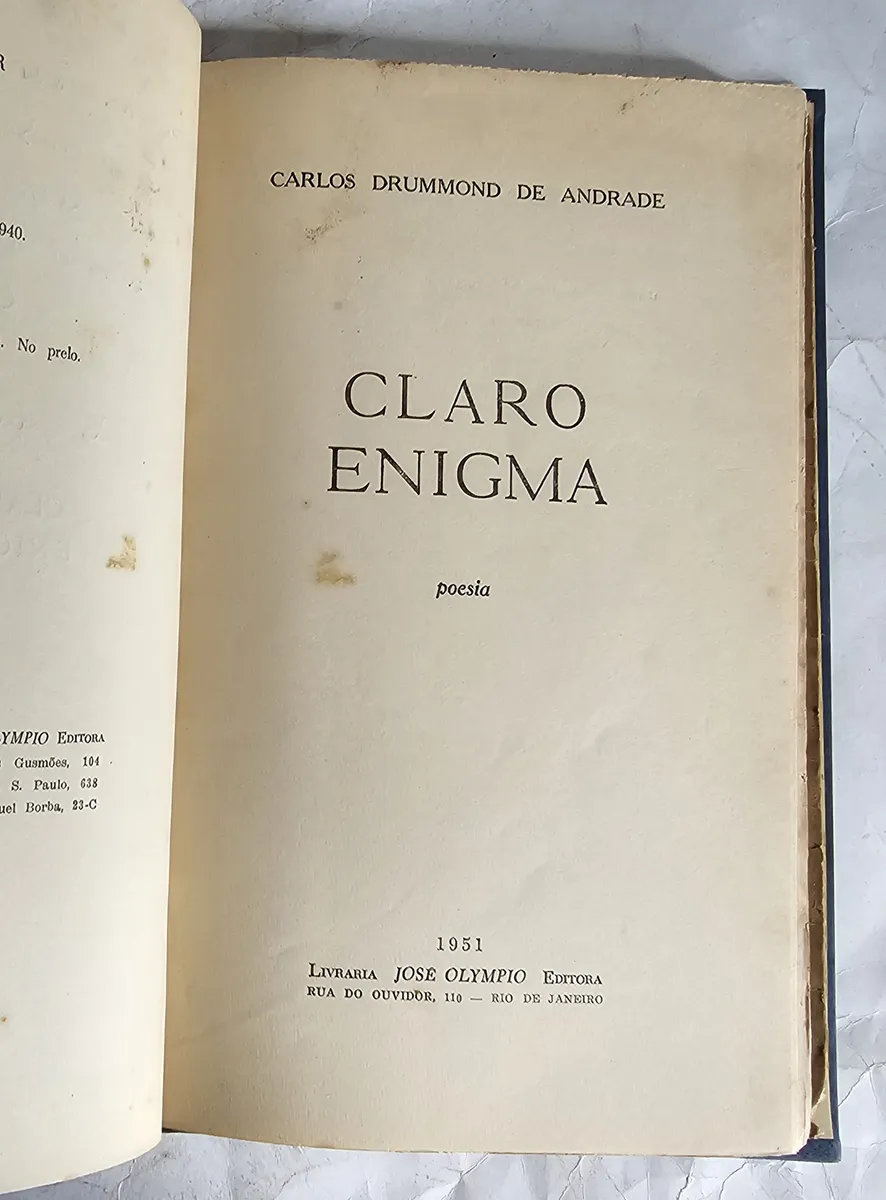 R
940.
. No prelo.
YMPIO EDITORA
Gusmões, 104
S. Paulo, 638
uel Borba, 23-C
CARLOS DRUMMOND DE ANDRADE
CLARO
ENIGMA
poesia
1951
LIVRARIA JOSÉ OLYMPIO EDITORA
RUA DO OUVIDOR, 110 — RIO DE JANEIRO